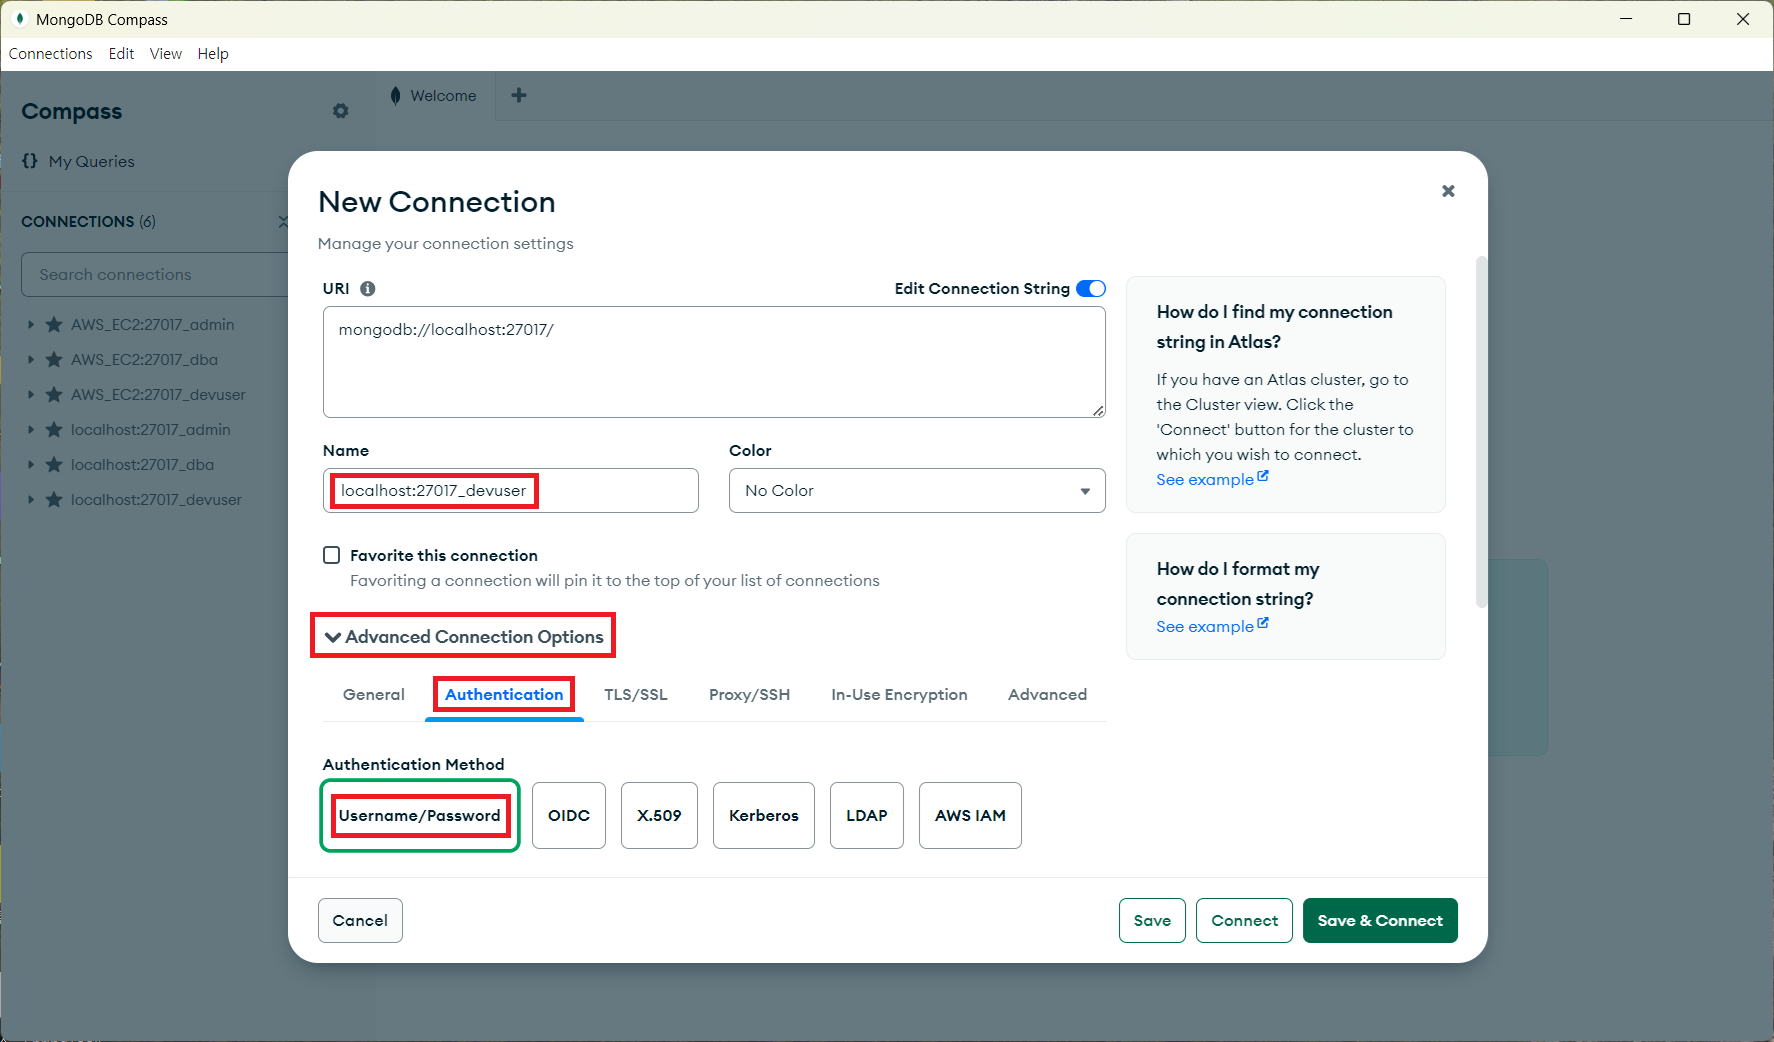 MongoDB Compass
Connections Edit View Help
Compass
Welcome
{} My Queries
CONNECTIONS (6)
Search connections
AWS_EC2:27017_admin
AWS_EC2:27017_dba
AWS_EC2:27017_devuser
localhost:27017_admin
localhost:27017_dba
localhost:27017_devuser
New Connection
Manage your connection settings
URI
Edit Connection String
mongodb://localhost:27017/
Name
Color
localhost:27017_devuser
No Color
Favorite this connection
Favoriting a connection will pin it to the top of your list of connections
Advanced Connection Options
General Authentication TLS/SSL Proxy/SSH In-Use Encryption Advanced
Authentication Method
Username/Password OIDC X.509 Kerberos LDAP AWS IAM
How do I find my connection
string in Atlas?
If you have an Atlas cluster, go to
the Cluster view. Click the
'Connect' button for the cluster to
which you wish to connect.
See example
How do I format my
connection string?
See example
Cancel
Save
Connect
Save & Connect